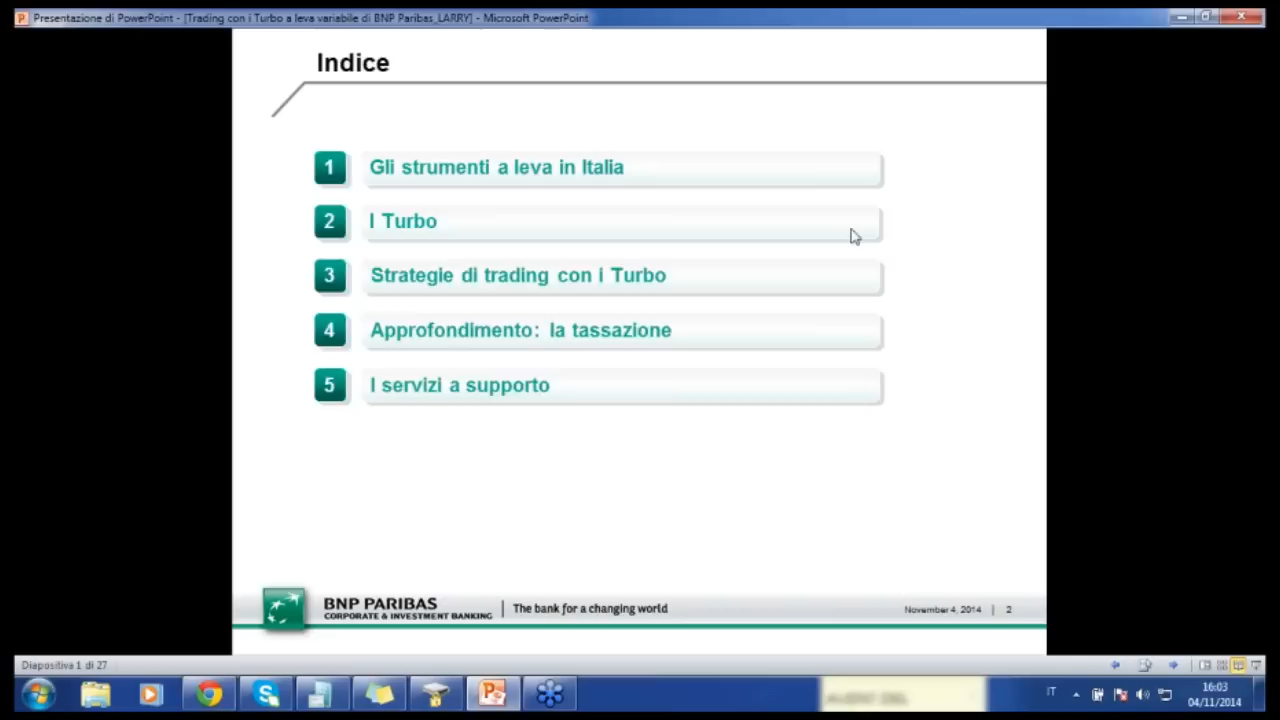 Presentazione di PowerPoint - [Trading con i Turbo a leva variabile di BNP Paribas_LARRY] - Microsoft PowerPoint
Indice
1 Gli strumenti a leva in Italia
2 I Turbo
3 Strategie di trading con i Turbo
4 Approfondimento: la tassazione
5 I servizi a supporto
BNP PARIBAS
CORPORATE & INVESTMENT BANKING
The bank for a changing world
November 4, 2014 | 2
Diapositiva 1 di 27
IT
16:03
04/11/2014